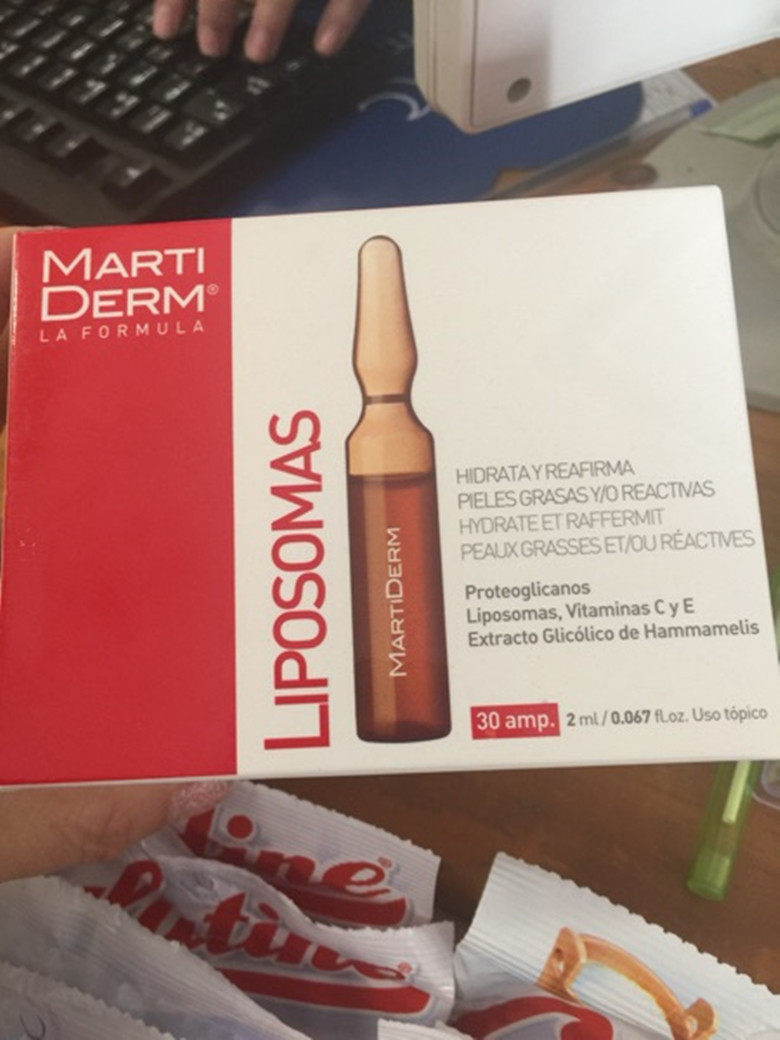 MARTI
DERM®
LA FORMULA
LIPOSOMAS
MARTIDERM
HIDRATA Y REAFIRMA
PIELES GRASAS Y/O REACTIVAS
HYDRATE ET RAFFERMIT
PEAUX GRASSES ET/OU RÉACTIVES
Proteoglicanos
Liposomas, Vitaminas C y E
Extracto Glicólico de Hammamelis
30 amp. 2 ml / 0.067 fl.oz. Uso tópico